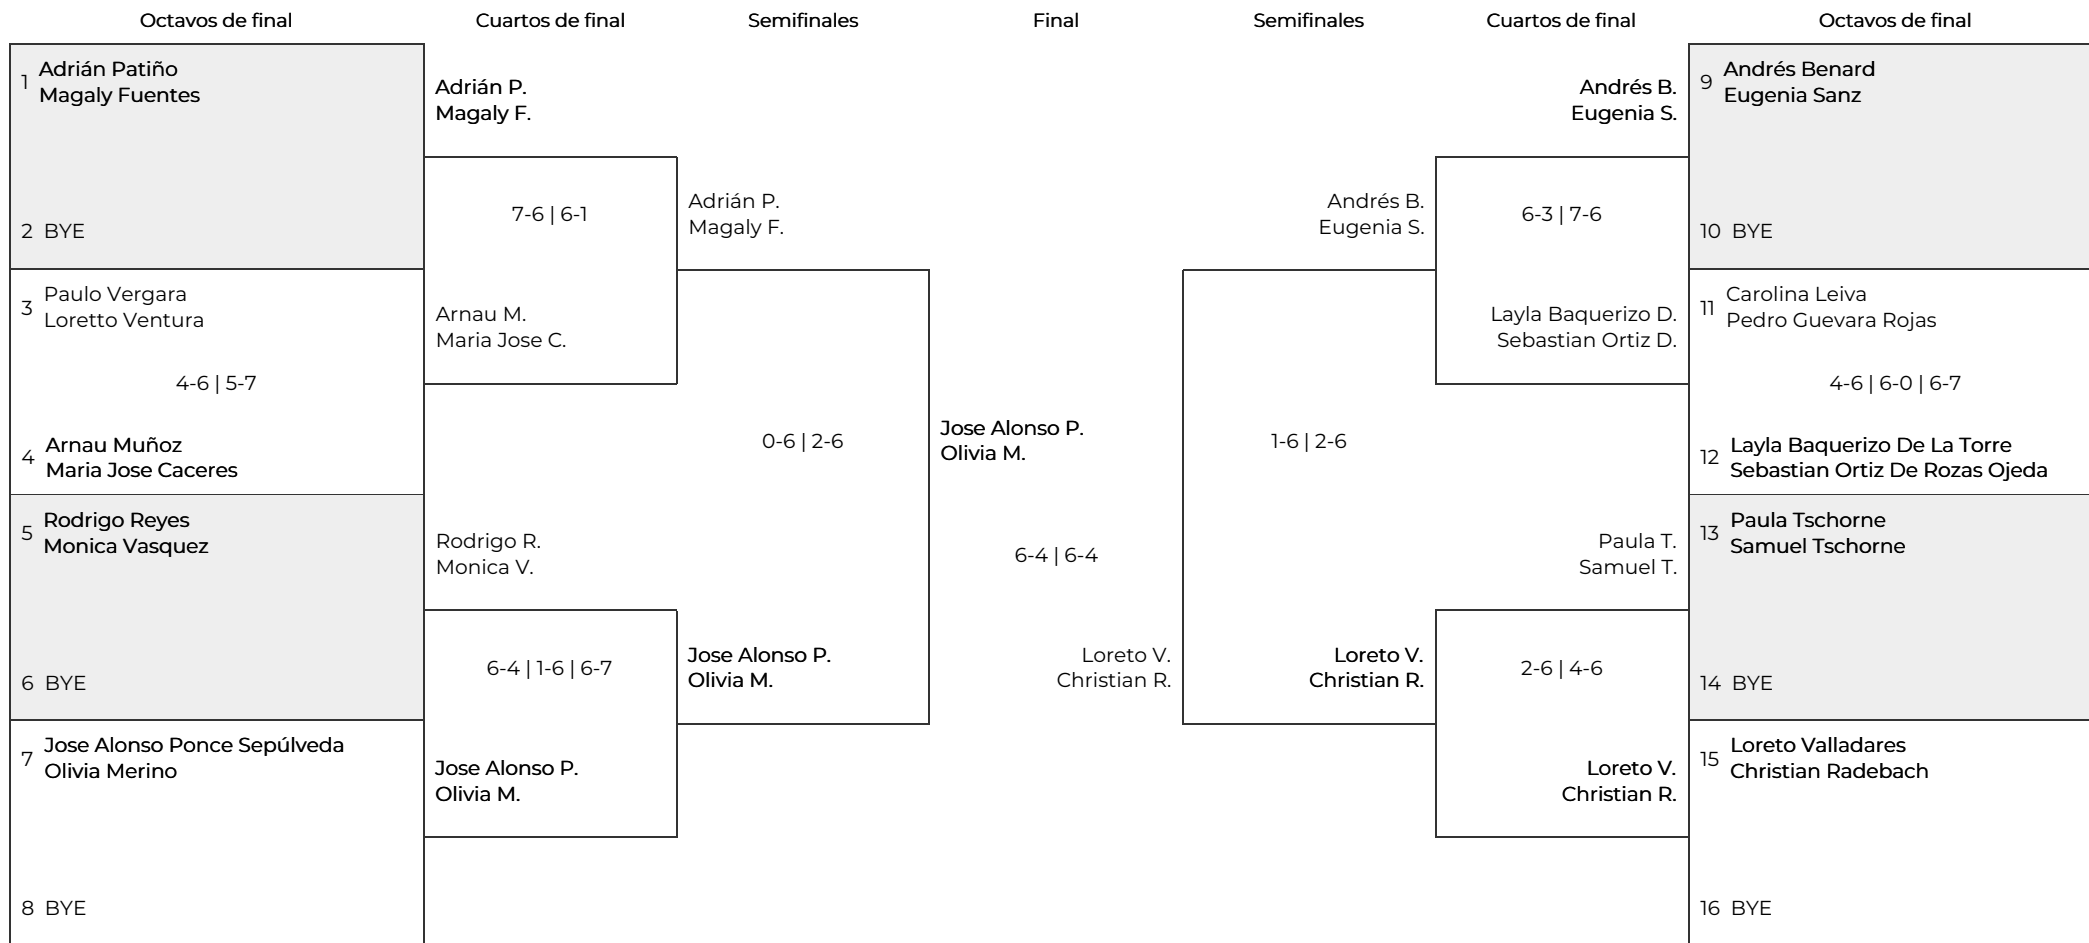 Octavos de final
Cuartos de final
Semifinales
Final
Semifinales
Cuartos de final
Octavos de final
1
Adrián Patiño
Magaly Fuentes
2 BYE
3
Paulo Vergara
Loretto Ventura
4-6 | 5-7
4
Arnau Muñoz
Maria Jose Caceres
5
Rodrigo Reyes
Monica Vasquez
6 BYE
7
Jose Alonso Ponce Sepúlveda
Olivia Merino
8 BYE
Adrián P.
Magaly F.
7-6 | 6-1
Arnau M.
Maria Jose C.
Rodrigo R.
Monica V.
6-4 | 1-6 | 6-7
Jose Alonso P.
Olivia M.
Adrián P.
Magaly F.
0-6 | 2-6
Jose Alonso P.
Olivia M.
Jose Alonso P.
Olivia M.
6-4 | 6-4
Loreto V.
Christian R.
Andrés B.
Eugenia S.
1-6 | 2-6
Loreto V.
Christian R.
Andrés B.
Eugenia S.
6-3 | 7-6
Layla Baquerizo D.
Sebastian Ortiz D.
Paula T.
Samuel T.
2-6 | 4-6
Loreto V.
Christian R.
9
Andrés Benard
Eugenia Sanz
10 BYE
11
Carolina Leiva
Pedro Guevara Rojas
4-6 | 6-0 | 6-7
12
Layla Baquerizo De La Torre
Sebastian Ortiz De Rozas Ojeda
13
Paula Tschorne
Samuel Tschorne
14 BYE
15
Loreto Valladares
Christian Radebach
16 BYE